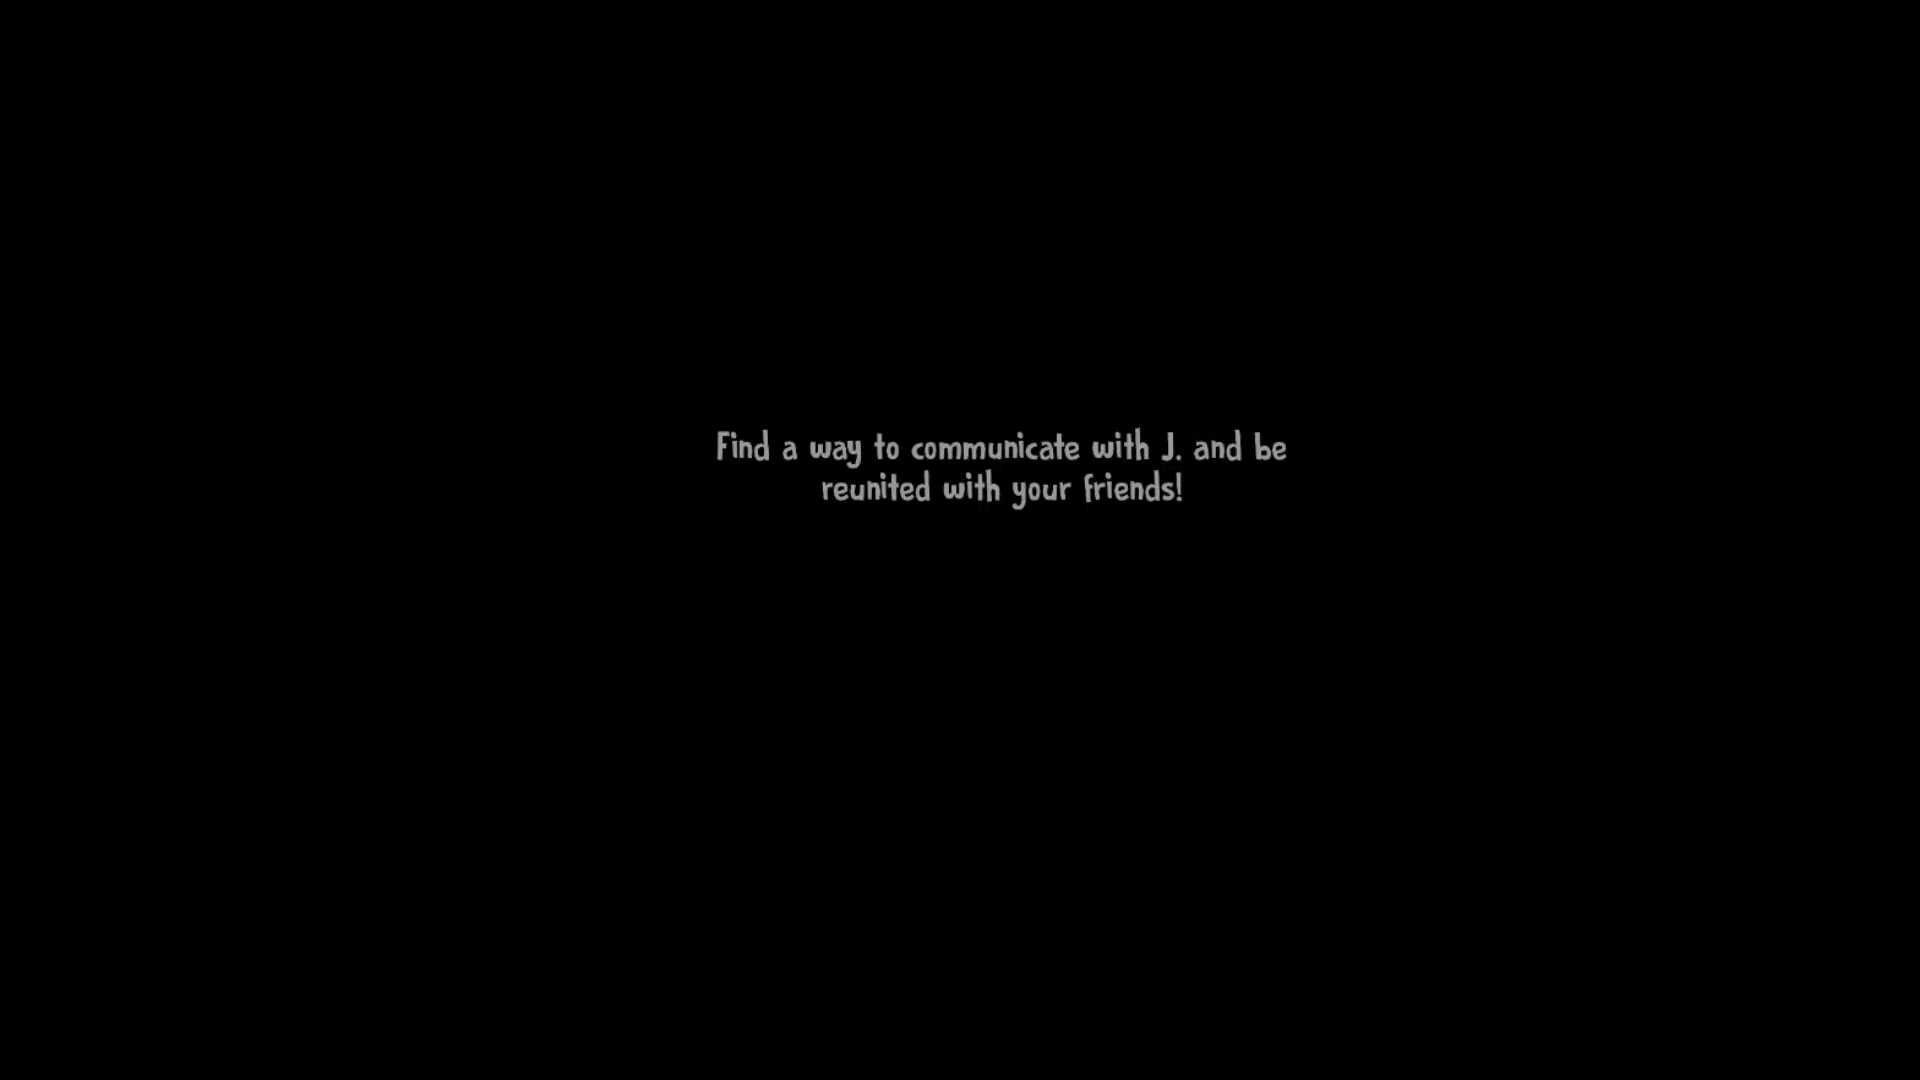 Find a way to communicate with J. and be
reunited with your friends!